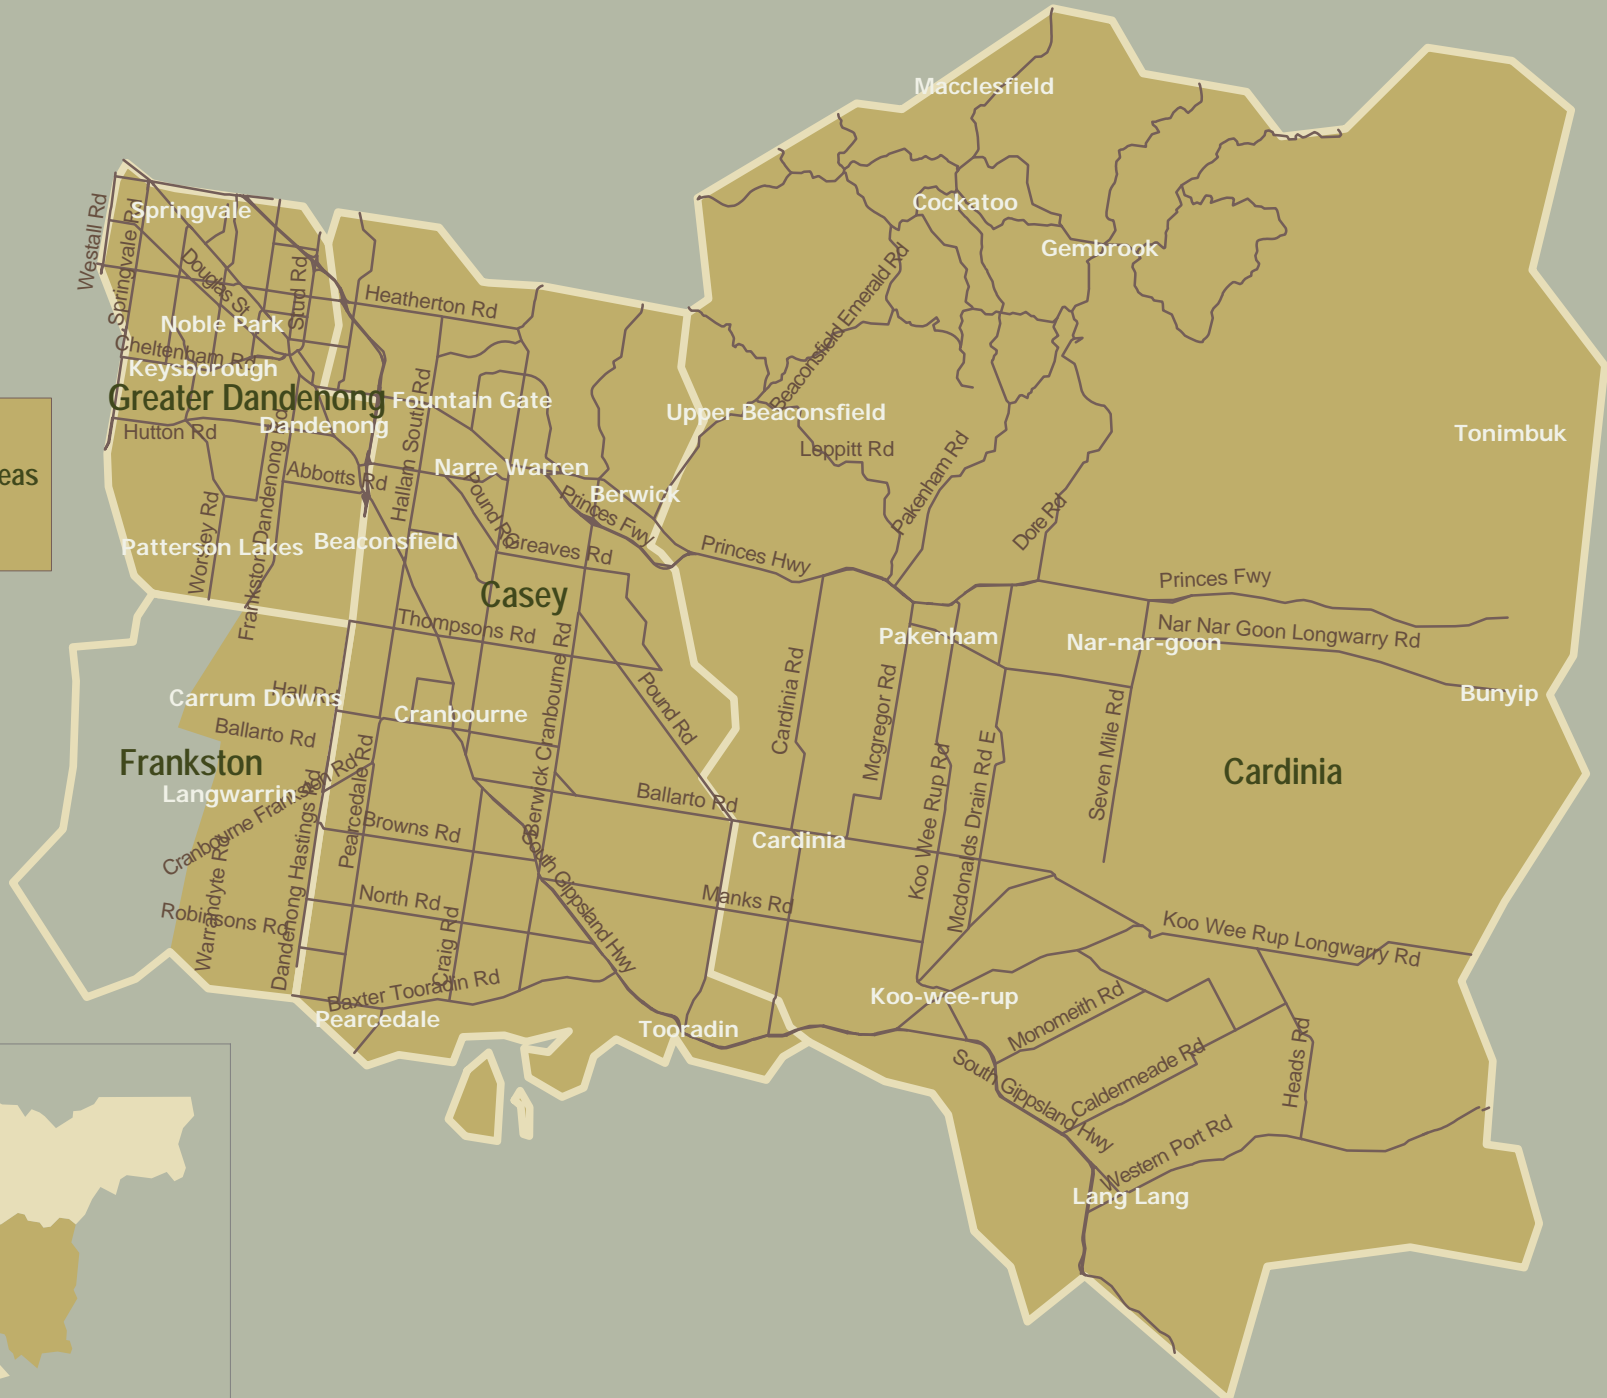 Macclesfield
Springvale
Westall Rd
Springvale Rd
Cockatoo
Gembrook
Douglas St
Stud Rd
Heatherton Rd
Beaconsfield Emerald Rd
Noble Park
Cheltenham Rd
Keysborough
Greater Dandenong
Fountain Gate
Dandenong
Upper Beaconsfield
Hutton Rd
Hallam South Rd
Tonimbuk
Leppitt Rd
Pakenham Rd
eas
Abbotts Rd
Narre Warren
Berwick
Pound Rd
Princes Fwy
Dore Rd
Worsley Rd
Frankston Dandenong Rd
Patterson Lakes
Beaconsfield
Greaves Rd
Princes Hwy
Princes Fwy
Casey
Thompsons Rd
Pakenham
Nar-nar-goon
Nar Nar Goon Longwarry Rd
Hall Rd
Carrum Downs
Cranbourne
Berwick Cranbourne Rd
Pound Rd
Cardinia Rd
Mcgregor Rd
Seven Mile Rd
Bunyip
Ballarto Rd
Frankston
Cardinia
Langwarrin
Cranbourne Frankston Rd
Pearcedale Rd
Koo Wee Rup Rd
Mcdonalds Drain Rd E
Ballarto Rd
Browns Rd
Cardinia
Warrandyte Rd
Dandenong Hastings Rd
South Gippsland Hwy
North Rd
Manks Rd
Robinsons Rd
Craig Rd
Koo Wee Rup Longwarry Rd
Baxter Tooradin Rd
Koo-wee-rup
Pearcedale
Tooradin
Monomeith Rd
Caldermeade Rd
Heads Rd
South Gippsland Hwy
Western Port Rd
Lang Lang